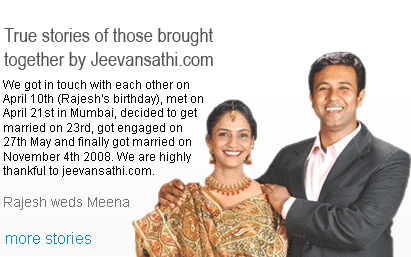 True stories of those brought
together by Jeevansathi.com
We got in touch with each other on
April 10th (Rajesh's birthday), met on
April 21st in Mumbai, decided to get
married on 23rd, got engaged on
27th May and finally got married on
November 4th 2008. We are highly
thankful to jeevansathi.com.
Rajesh weds Meena
more stories